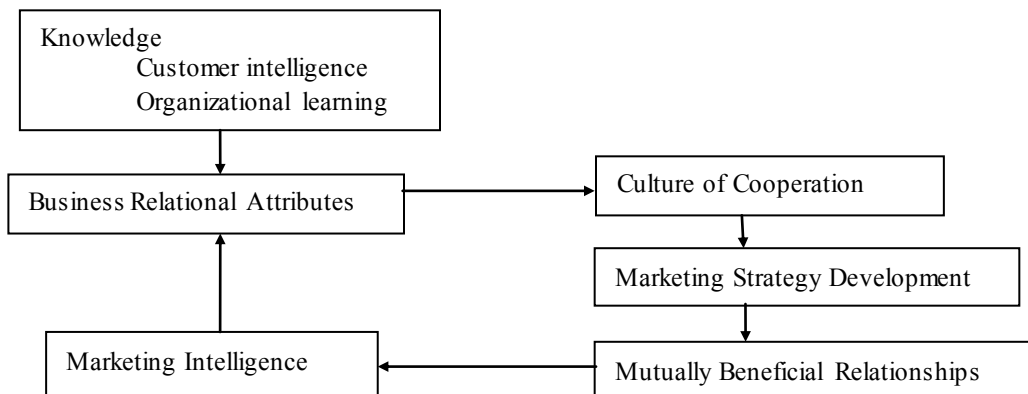 Knowledge
Customer intelligence
Organizational learning
Business Relational Attributes
Culture of Cooperation
Marketing Strategy Development
Marketing Intelligence
Mutually Beneficial Relationships